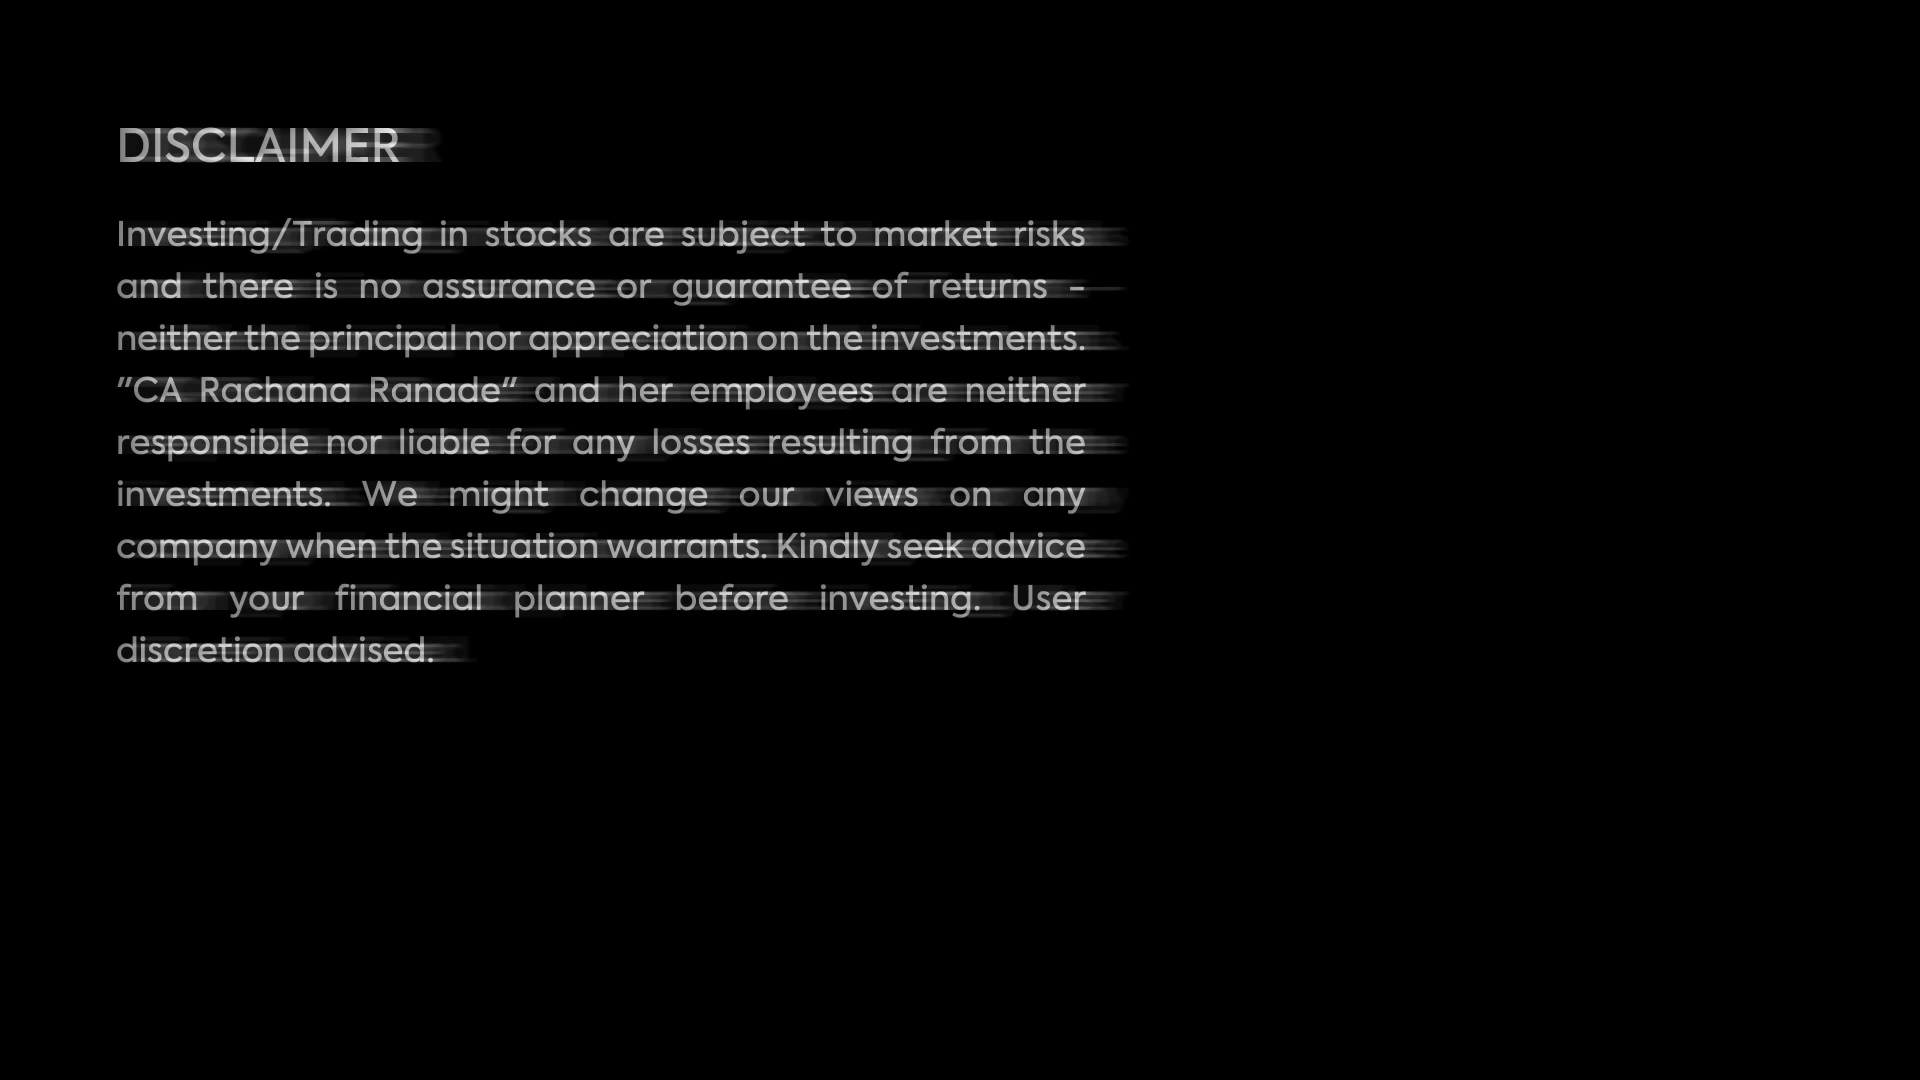 DISCLAIMER
Investing/Trading in stocks are subject to market risks
and there is no assurance or guarantee of returns -
neither the principal nor appreciation on the investments.
"CA Rachana Ranade" and her employees are neither
responsible nor liable for any losses resulting from the
investments. We might change our views on any
company when the situation warrants. Kindly seek advice
from your financial planner before investing. User
discretion advised.